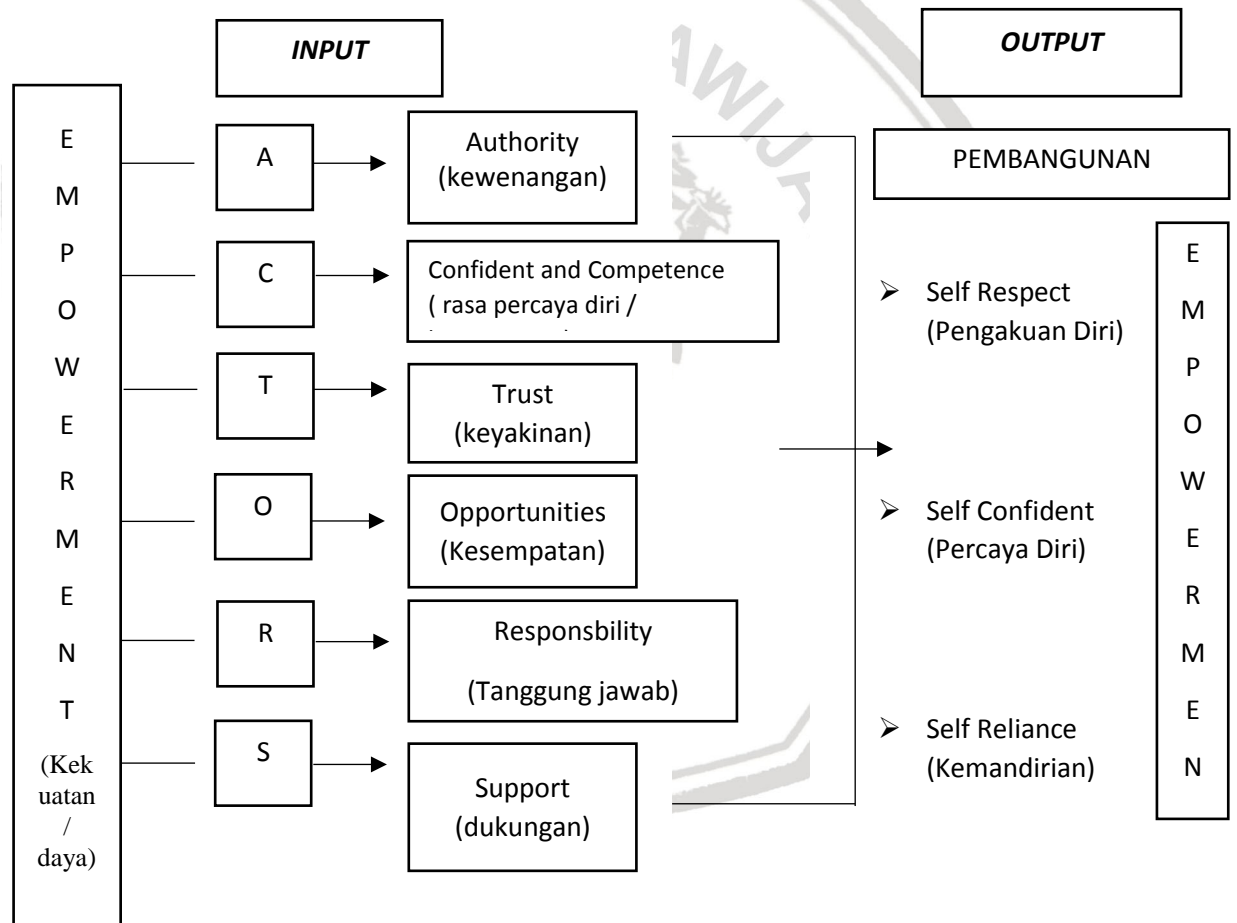 INPUT
OUTPUT
E
M
P
O
W
E
R
M
E
N
T
(Kek
uatan
/
daya)
A
Authority
(kewenangan)
C
Confident and Competence
( rasa percaya diri /
T
Trust
(keyakinan)
O
Opportunities
(Kesempatan)
R
Responsbility
(Tanggung jawab)
S
Support
(dukungan)
PEMBANGUNAN
➢ Self Respect
(Pengakuan Diri)
➢ Self Confident
(Percaya Diri)
➢ Self Reliance
(Kemandirian)
E
M
P
O
W
E
R
M
E
N
AWIJA